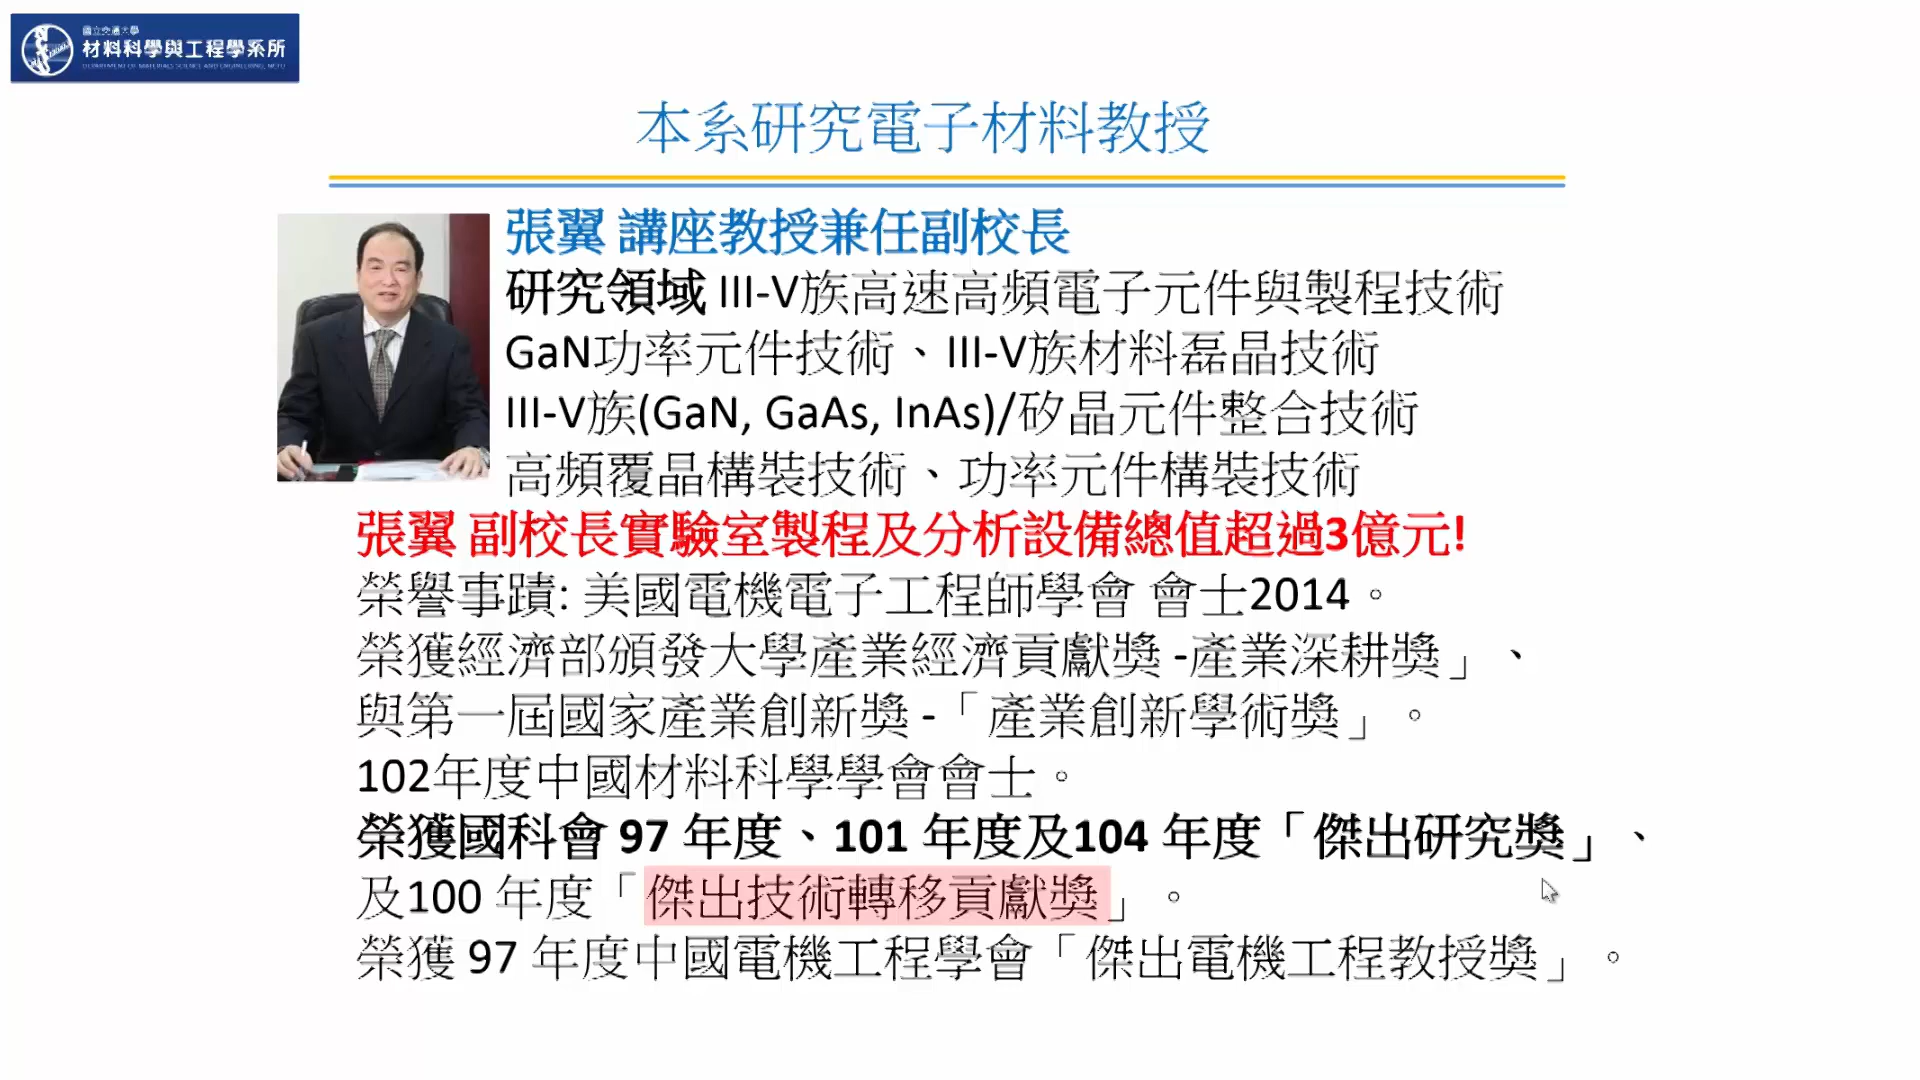 國立交通大學
材料科學與工程學系所
DEPARTMENT OF MATERIALS SCIENCE AND ENGINEERING, NCTU
本系研究電子材料教授
張翼 講座教授兼任副校長
研究領域 III-V族高速高頻電子元件與製程技術
GaN功率元件技術、III-V族材料磊晶技術
III-V族(GaN, GaAs, InAs)/矽晶元件整合技術
高頻覆晶構裝技術、功率元件構裝技術
張翼 副校長實驗室製程及分析設備總值超過3億元!
榮譽事蹟: 美國電機電子工程師學會 會士2014。
榮獲經濟部頒發大學產業經濟貢獻獎 -產業深耕獎」、
與第一屆國家產業創新獎 -「產業創新學術獎」。
102年度中國材料科學學會會士。
榮獲國科會 97 年度、101 年度及104 年度「傑出研究獎」、
及100 年度「傑出技術轉移貢獻獎」。
榮獲 97 年度中國電機工程學會「傑出電機工程教授獎」。